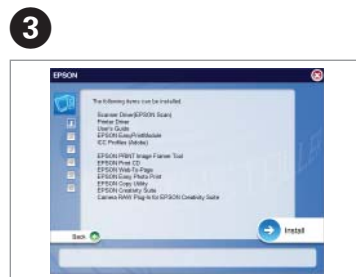 3
EPSON
The following items can be installed.
Scanner Driver(EPSON Scan)
Printer Driver
User's Guide
EPSON EasyPrintModule
ICC Profiles (Adobe)
EPSON PRINT Image Framer Tool
EPSON Print CD
EPSON Web-To-Page
EPSON Easy Photo Print
EPSON Copy Utility
EPSON Creativity Suite
Camera RAW Plug-In for EPSON Creativity Suite
Install
Back